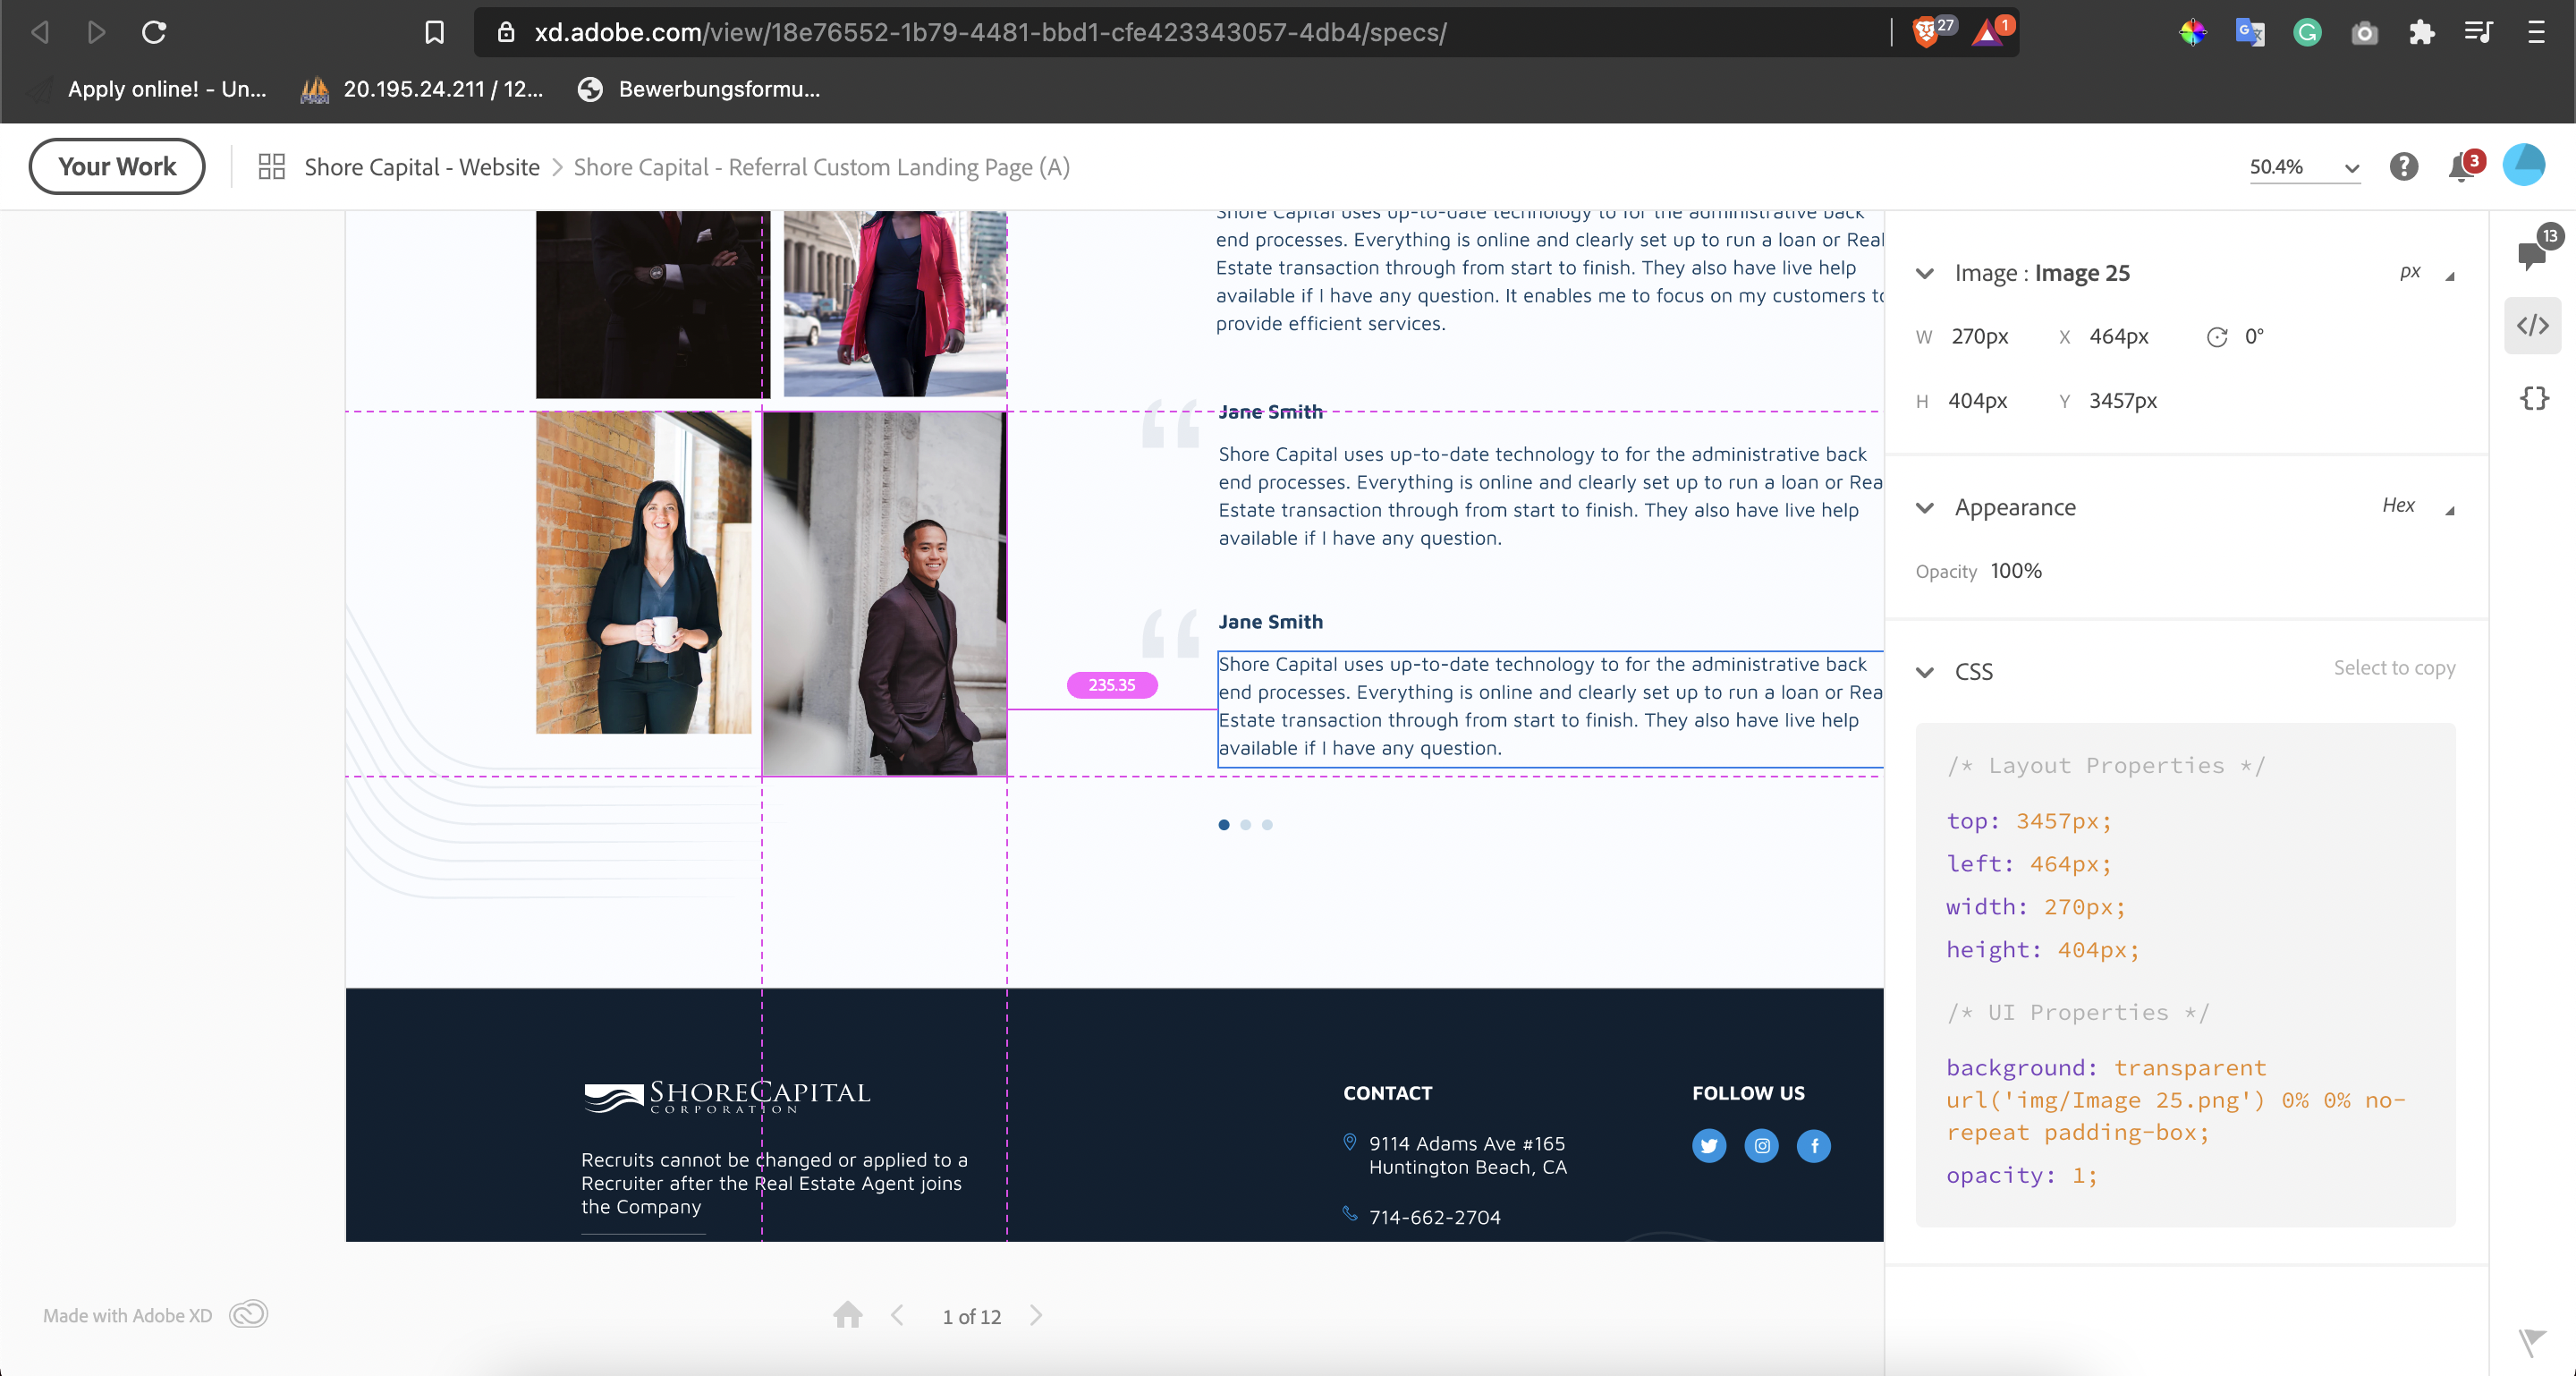 xd.adobe.com/view/18e76552-1b79-4481-bbd1-cfe423343057-4db4/specs/
27
1
Apply online! - Un...
20.195.24.211 / 12...
Bewerbungsformu...
Your Work
Shore Capital - Website > Shore Capital - Referral Custom Landing Page (A)
50.4%
3
Shore Capital uses up-to-date technology to for the administrative back
end processes. Everything is online and clearly set up to run a loan or Real
Estate transaction through from start to finish. They also have live help
available if I have any question. It enables me to focus on my customers to
provide efficient services.
Jane Smith
Shore Capital uses up-to-date technology to for the administrative back
end processes. Everything is online and clearly set up to run a loan or Rea
Estate transaction through from start to finish. They also have live help
available if I have any question.
Jane Smith
235.35
Shore Capital uses up-to-date technology to for the administrative back
end processes. Everything is online and clearly set up to run a loan or Rea
Estate transaction through from start to finish. They also have live help
available if I have any question.
SHORECAPITAL
CORPORATION
Recruits cannot be changed or applied to a
Recruiter after the Real Estate Agent joins
the Company
CONTACT
9114 Adams Ave #165
Huntington Beach, CA
714-662-2704
FOLLOW US
Image : Image 25
px
W 270px X 464px 0°
H 404px Y 3457px
Appearance
Hex
Opacity 100%
CSS
Select to copy
/* Layout Properties */
top: 3457px;
left: 464px;
width: 270px;
height: 404px;
/* UI Properties */
background: transparent
url('img/Image 25.png') 0% 0% no-
repeat padding-box;
opacity: 1;
13
Made with Adobe XD
1 of 12